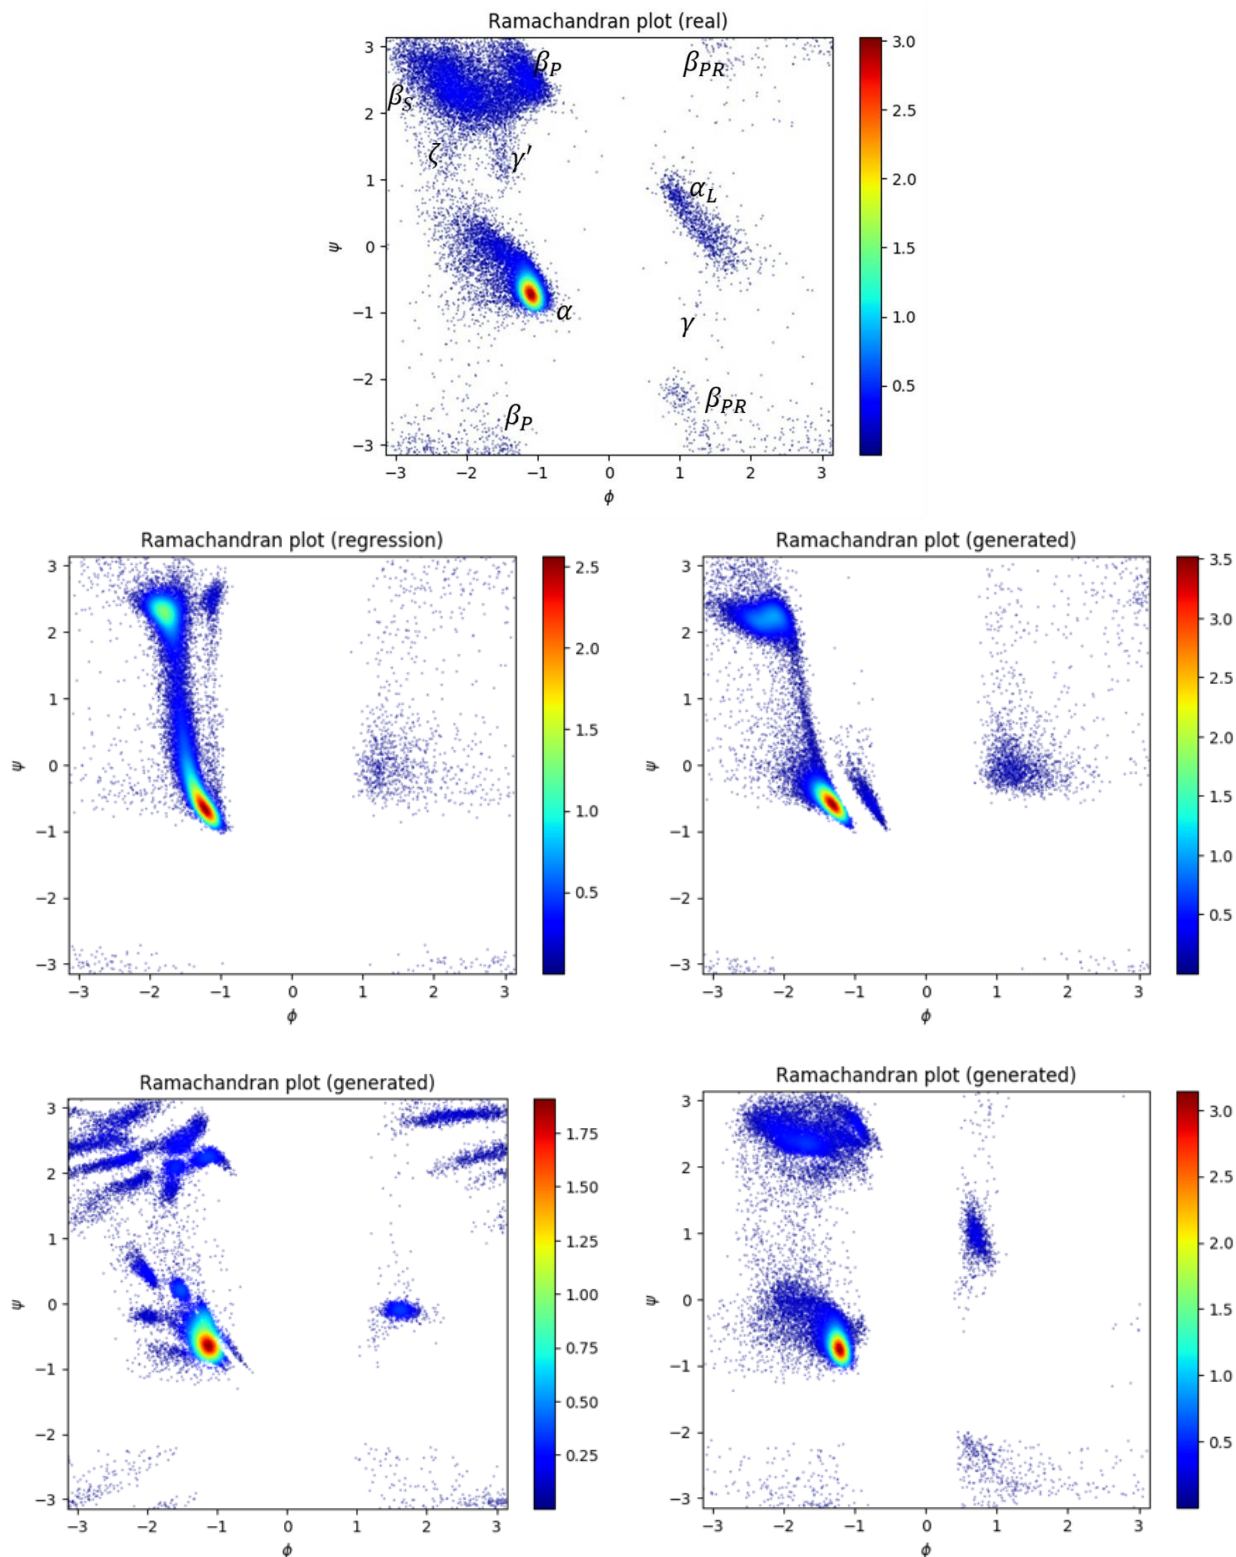 Ramachandran plot (real)
3
2
1
0
−1
−2
−3
ψ
−3 −2 −1 0 1 2 3
ϕ
β_P
β_PR
β_S
ζ
γ′
α_L
α
γ
β_P
β_PR
3.0
2.5
2.0
1.5
1.0
0.5
Ramachandran plot (regression)
3
2
1
0
−1
−2
−3
ψ
−3 −2 −1 0 1 2 3
ϕ
2.5
2.0
1.5
1.0
0.5
Ramachandran plot (generated)
3
2
1
0
−1
−2
−3
ψ
−3 −2 −1 0 1 2 3
ϕ
3.5
3.0
2.5
2.0
1.5
1.0
0.5
Ramachandran plot (generated)
3
2
1
0
−1
−2
−3
ψ
−3 −2 −1 0 1 2 3
ϕ
1.75
1.50
1.25
1.00
0.75
0.50
0.25
Ramachandran plot (generated)
3
2
1
0
−1
−2
−3
ψ
−3 −2 −1 0 1 2 3
ϕ
3.0
2.5
2.0
1.5
1.0
0.5